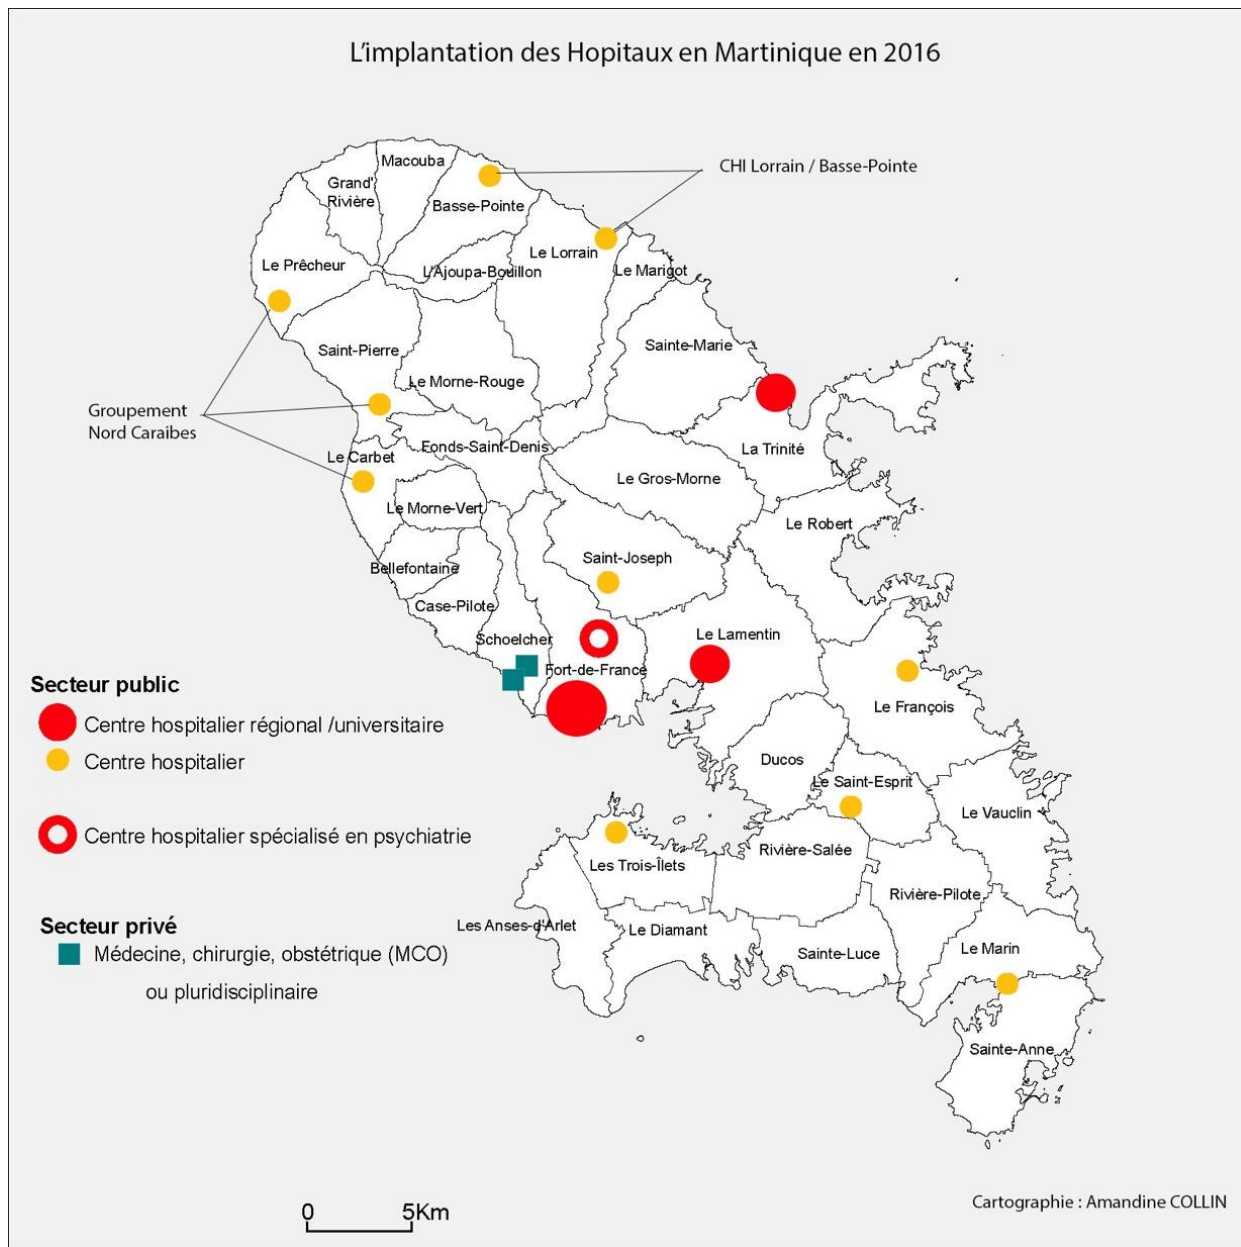 L'implantation des Hopitaux en Martinique en 2016
Macouba
CHI Lorrain / Basse-Pointe
Grand'
Rivière
Basse-Pointe
Le Lorrain
Le Prêcheur
L'Ajoupa-Bouillon
Le Marigot
Sainte-Marie
Saint-Pierre
Le Morne-Rouge
Groupement
Nord Caraibes
Fonds-Saint-Denis
La Trinité
Le Carbet
Le Gros-Morne
Le Morne-Vert
Le Robert
Saint-Joseph
Bellefontaine
Case-Pilote
Schoelcher
Le Lamentin
Fort-de-France
Le François
Ducos
Le Saint-Esprit
Le Vauclin
Rivière-Salée
Les Trois-Îlets
Rivière-Pilote
Les Anses-d'Arlet
Le Diamant
Sainte-Luce
Le Marin
Sainte-Anne
Secteur public
Centre hospitalier régional /universitaire
Centre hospitalier
Centre hospitalier spécialisé en psychiatrie
Secteur privé
Médecine, chirurgie, obstétrique (MCO)
ou pluridisciplinaire
0 5Km
Cartographie : Amandine COLLIN